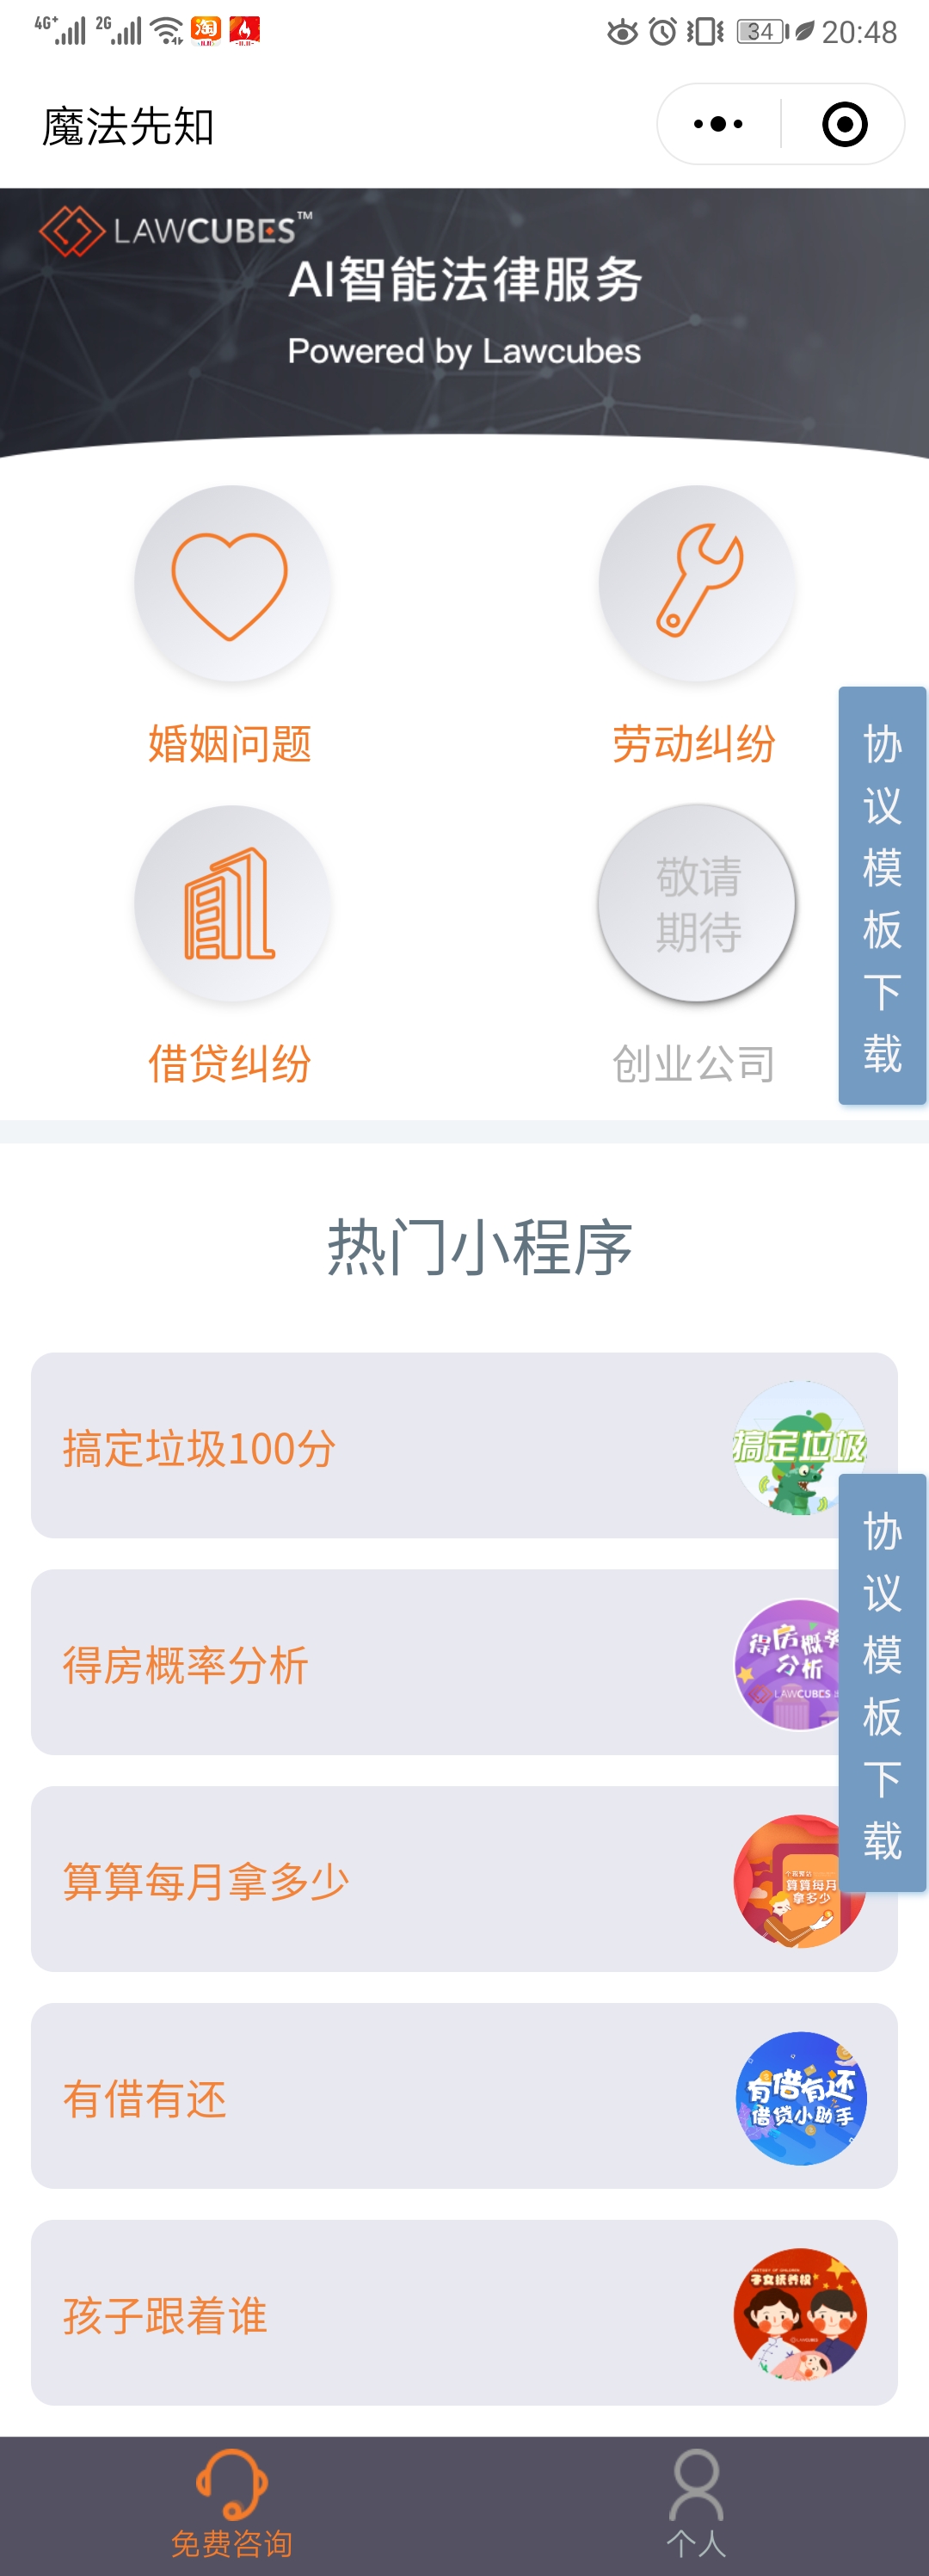 4G+ 2G 淘 34 20:48
魔法先知
LAWCUBES™
AI智能法律服务
Powered by Lawcubes
婚姻问题
劳动纠纷
敬请
期待
借贷纠纷
创业公司
协议模板下载
热门小程序
搞定垃圾100分
搞定垃圾
得房概率分析
得房概率
分析
LAWCUBES
协议模板下载
算算每月拿多少
算算每月
拿多少
有借有还
有借有还
借贷小助手
孩子跟着谁
子女抚养权
免费咨询
个人